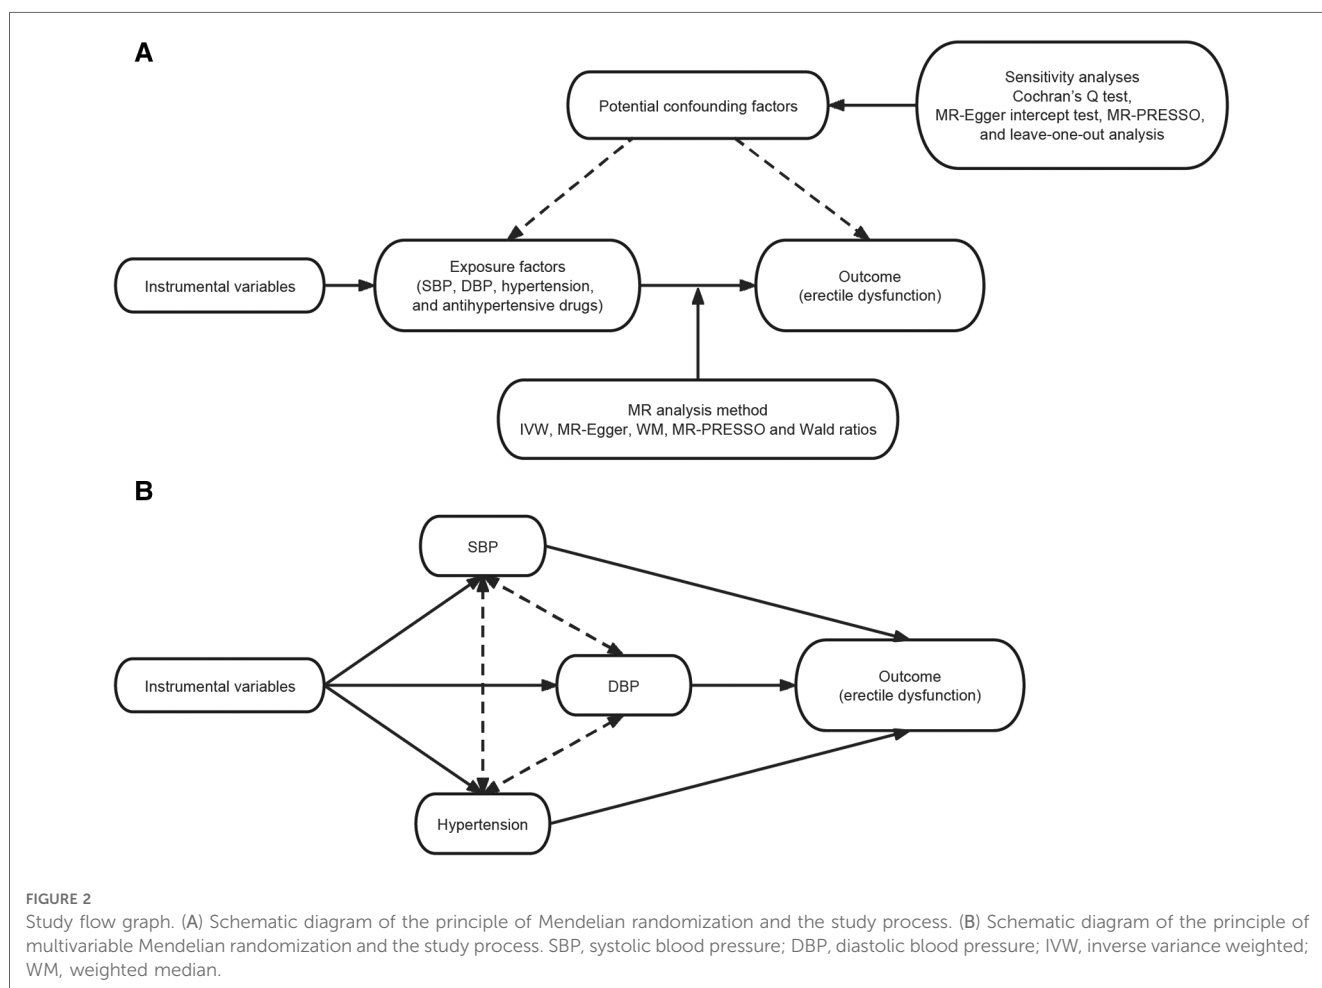 A
Potential confounding factors
Sensitivity analyses
Cochran's Q test,
MR-Egger intercept test, MR-PRESSO,
and leave-one-out analysis
Instrumental variables
Exposure factors
(SBP, DBP, hypertension,
and antihypertensive drugs)
Outcome
(erectile dysfunction)
MR analysis method
IVW, MR-Egger, WM, MR-PRESSO and Wald ratios
B
SBP
Instrumental variables
DBP
Outcome
(erectile dysfunction)
Hypertension
FIGURE 2
Study flow graph. (A) Schematic diagram of the principle of Mendelian randomization and the study process. (B) Schematic diagram of the principle of
multivariable Mendelian randomization and the study process. SBP, systolic blood pressure; DBP, diastolic blood pressure; IVW, inverse variance weighted;
WM, weighted median.